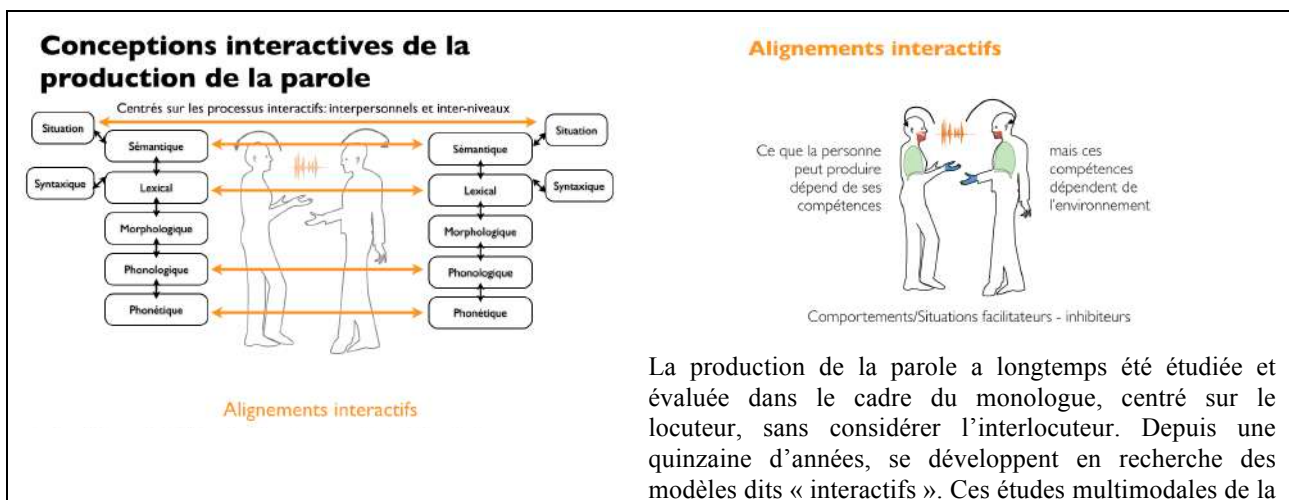 Conceptions interactives de la
production de la parole
Centrés sur les processus interactifs: interpersonnels et inter-niveaux
Situation
Sémantique
Syntaxique
Lexical
Morphologique
Phonologique
Phonétique
Situation
Sémantique
Lexical
Syntaxique
Morphologique
Phonologique
Phonétique
Alignements interactifs
Alignements interactifs
Ce que la personne
peut produire
dépend de ses
compétences
mais ces
compétences
dépendent de
l'environnement
Comportements/Situations facilitateurs - inhibiteurs
La production de la parole a longtemps été étudiée et
évaluée dans le cadre du monologue, centré sur le
locuteur, sans considérer l’interlocuteur. Depuis une
quinzaine d’années, se développent en recherche des
modèles dits « interactifs ». Ces études multimodales de la